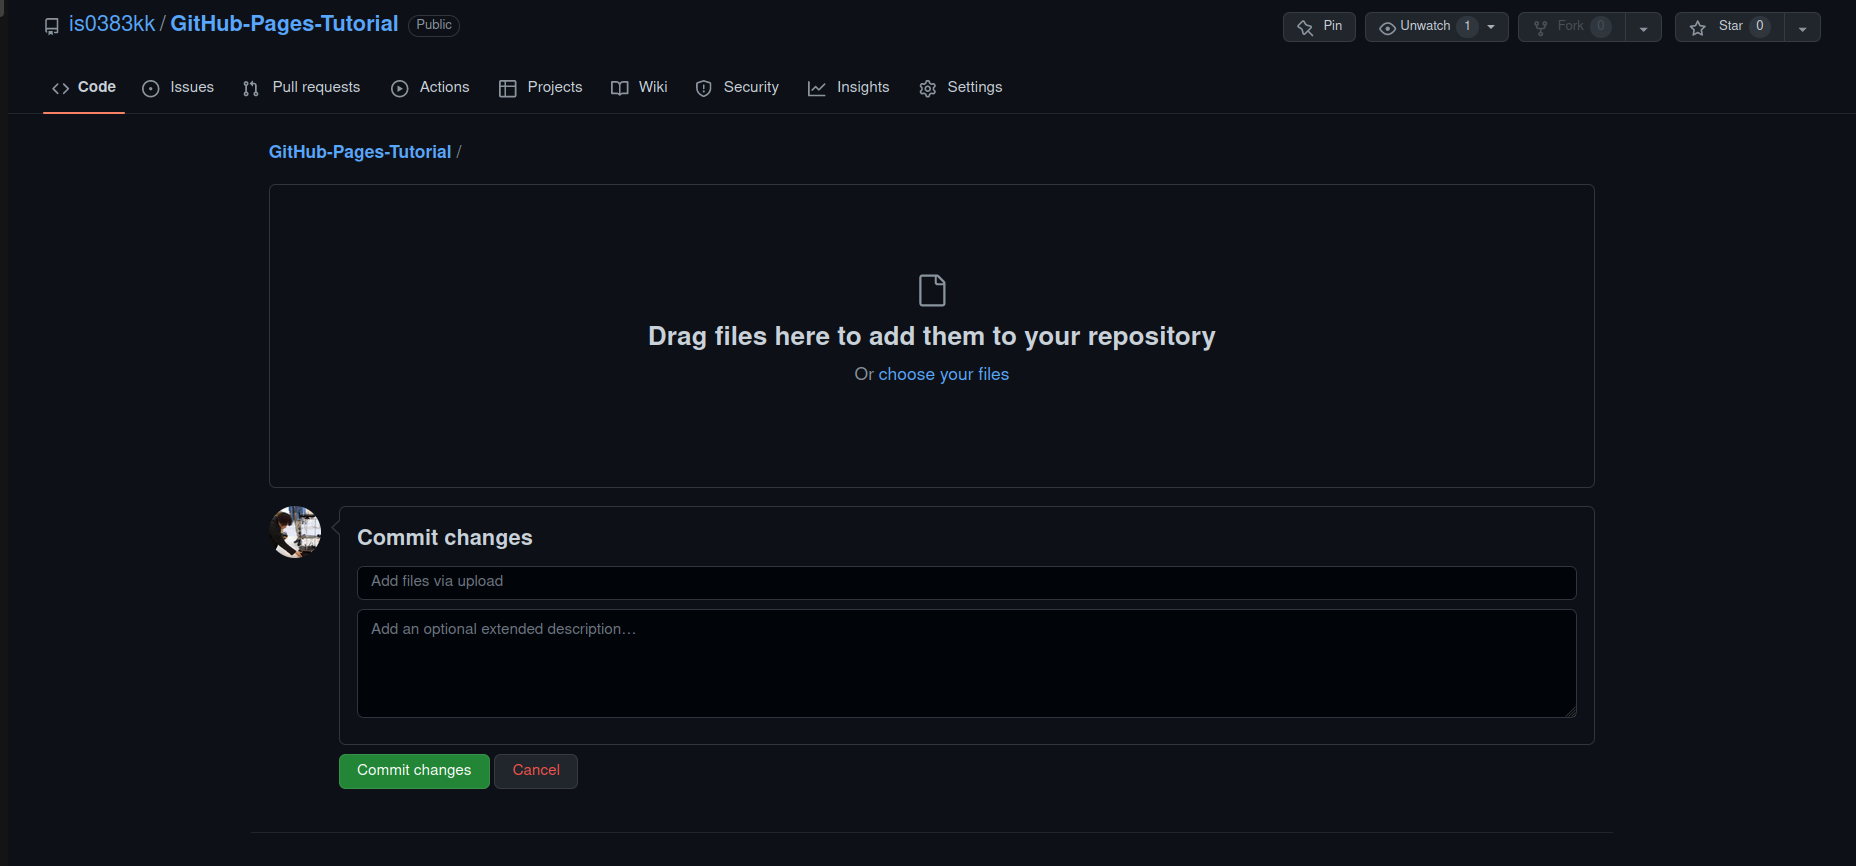 is0383kk / GitHub-Pages-Tutorial Public Pin Unwatch 1 Fork 0 Star 0
Code Issues Pull requests Actions Projects Wiki Security Insights Settings
GitHub-Pages-Tutorial /
Drag files here to add them to your repository
Or choose your files
Commit changes
Add files via upload
Add an optional extended description…
Commit changes Cancel